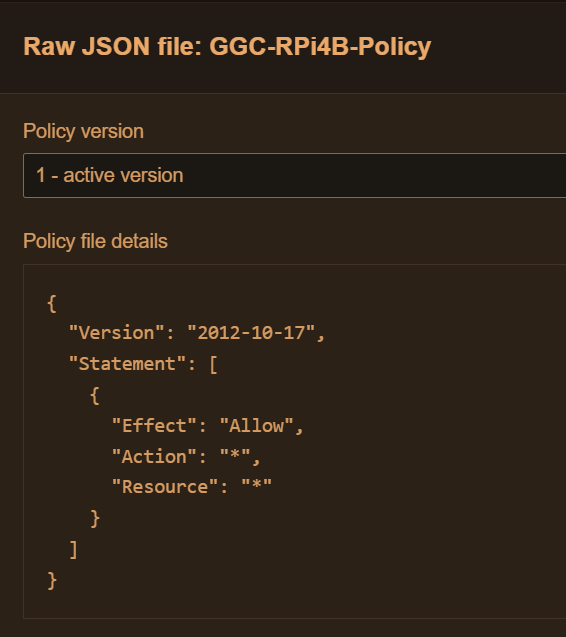 Raw JSON file: GGC-RPi4B-Policy
Policy version
1 - active version
Policy file details
{
"Version": "2012-10-17",
"Statement": [
{
"Effect": "Allow",
"Action": "*",
"Resource": "*"
}
]
}